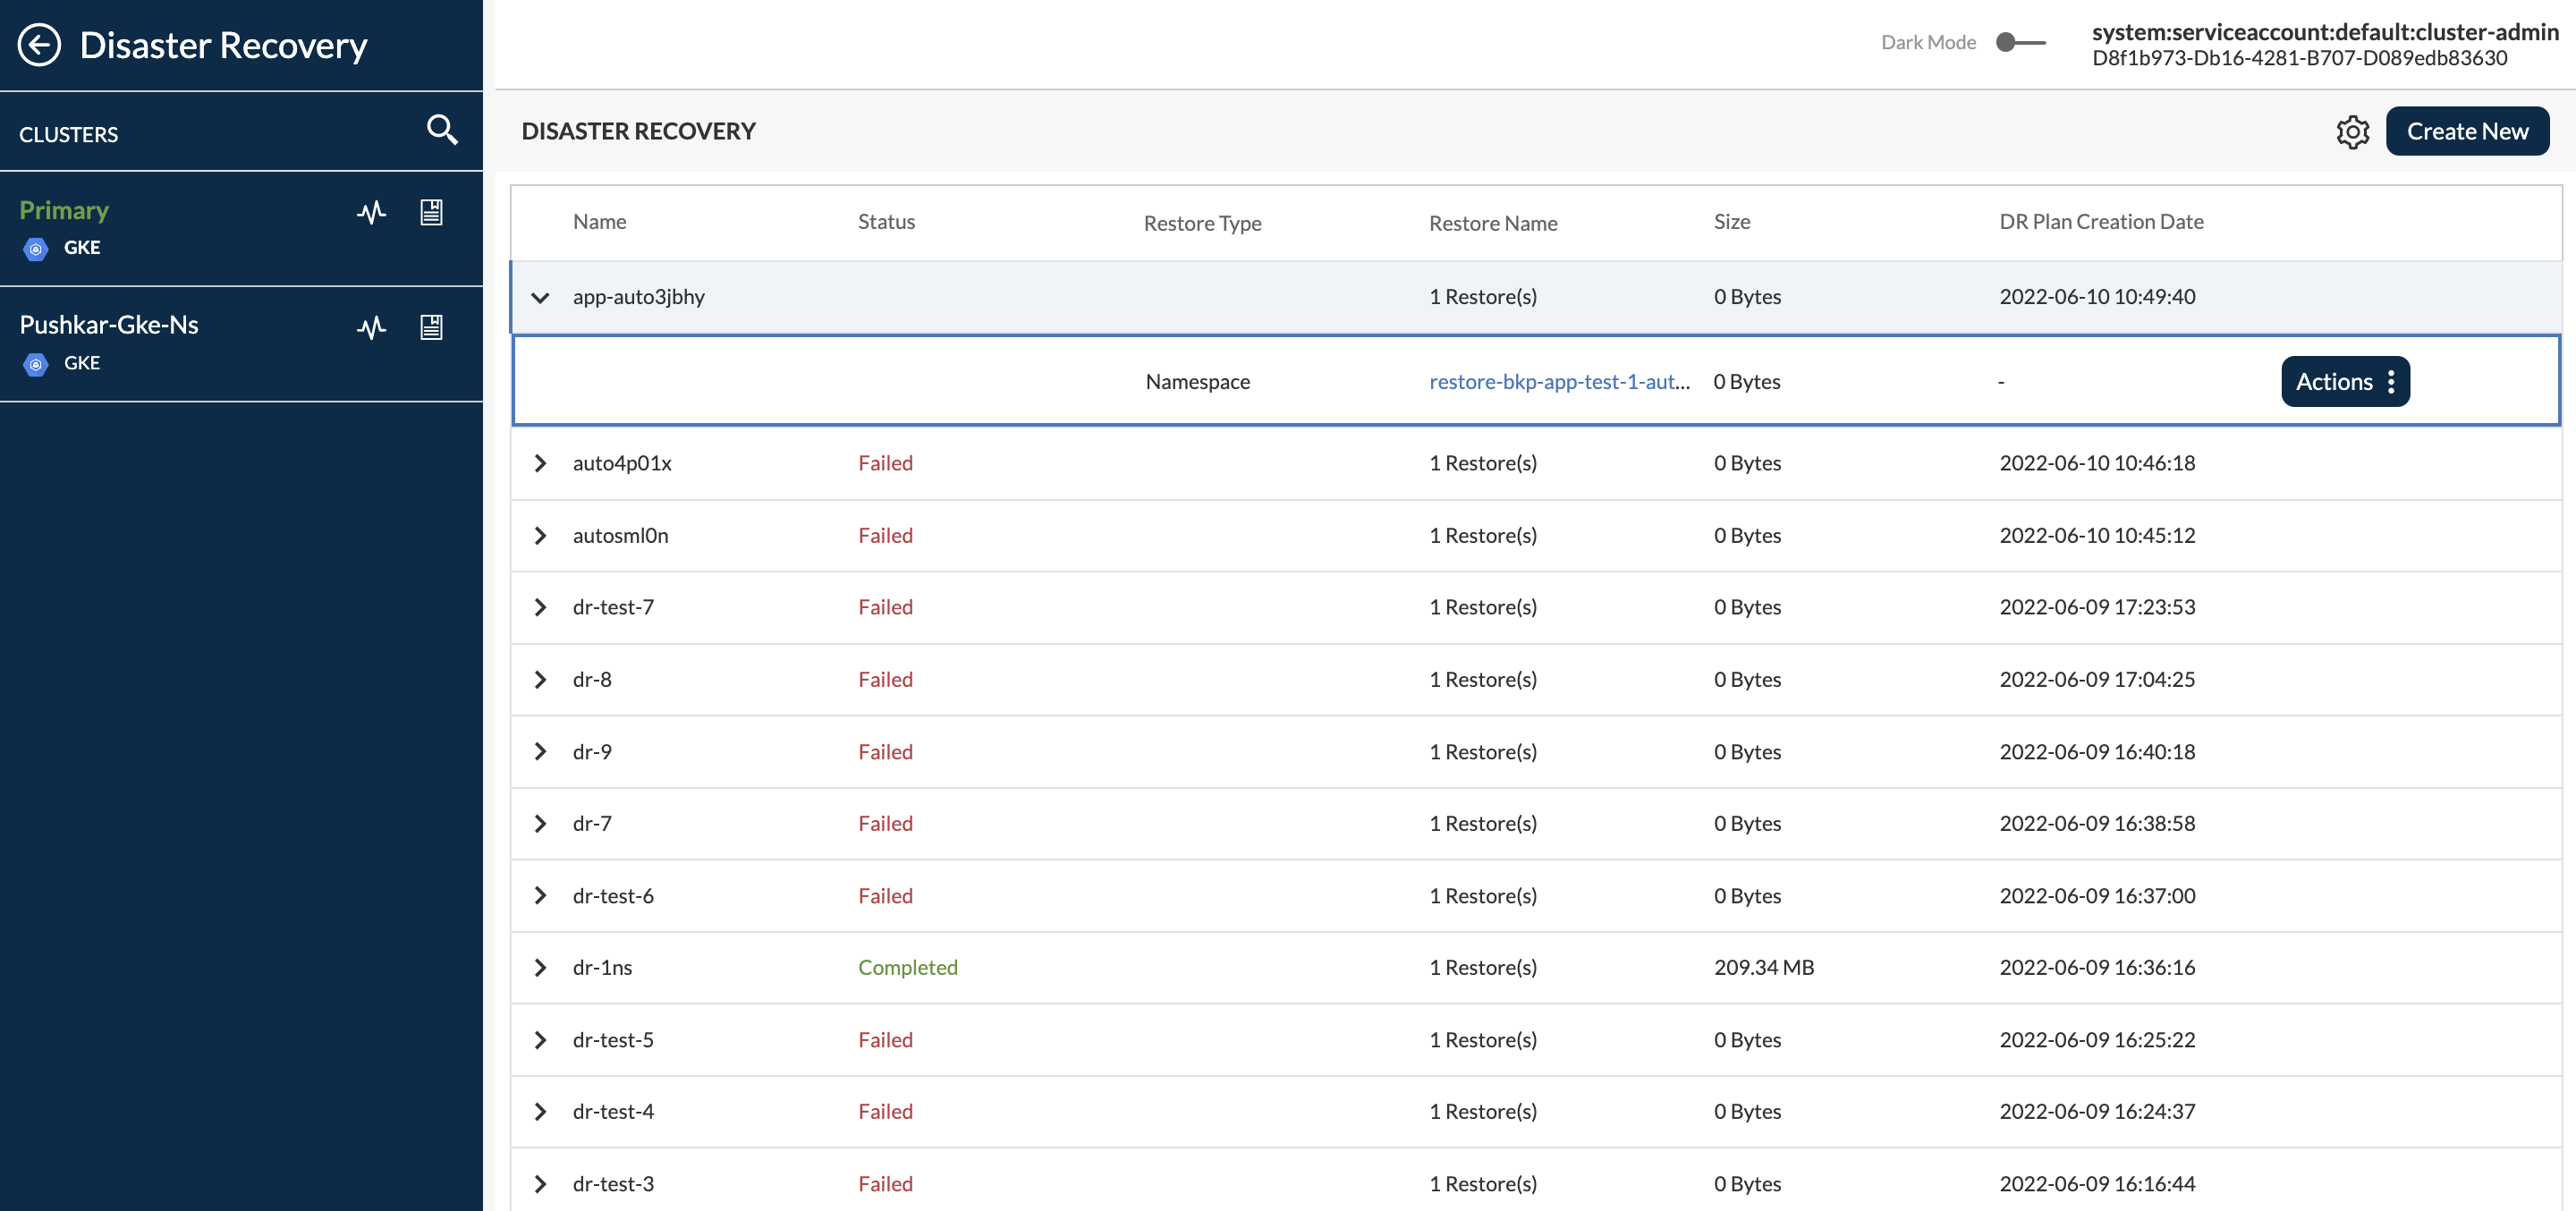 Disaster Recovery
CLUSTERS
Primary
GKE
Pushkar-Gke-Ns
GKE
Dark Mode
system:serviceaccount:default:cluster-admin
D8f1b973-Db16-4281-B707-D089edb83630
DISASTER RECOVERY
Create New
Name Status Restore Type Restore Name Size DR Plan Creation Date
app-auto3jbhy 1 Restore(s) 0 Bytes 2022-06-10 10:49:40
Namespace restore-bkp-app-test-1-aut... 0 Bytes - Actions
auto4p01x Failed 1 Restore(s) 0 Bytes 2022-06-10 10:46:18
autosml0n Failed 1 Restore(s) 0 Bytes 2022-06-10 10:45:12
dr-test-7 Failed 1 Restore(s) 0 Bytes 2022-06-09 17:23:53
dr-8 Failed 1 Restore(s) 0 Bytes 2022-06-09 17:04:25
dr-9 Failed 1 Restore(s) 0 Bytes 2022-06-09 16:40:18
dr-7 Failed 1 Restore(s) 0 Bytes 2022-06-09 16:38:58
dr-test-6 Failed 1 Restore(s) 0 Bytes 2022-06-09 16:37:00
dr-1ns Completed 1 Restore(s) 209.34 MB 2022-06-09 16:36:16
dr-test-5 Failed 1 Restore(s) 0 Bytes 2022-06-09 16:25:22
dr-test-4 Failed 1 Restore(s) 0 Bytes 2022-06-09 16:24:37
dr-test-3 Failed 1 Restore(s) 0 Bytes 2022-06-09 16:16:44